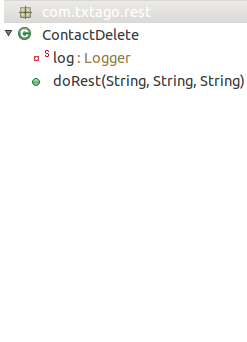 com.txtago.rest
ContactDelete
S log : Logger
doRest(String, String, String)